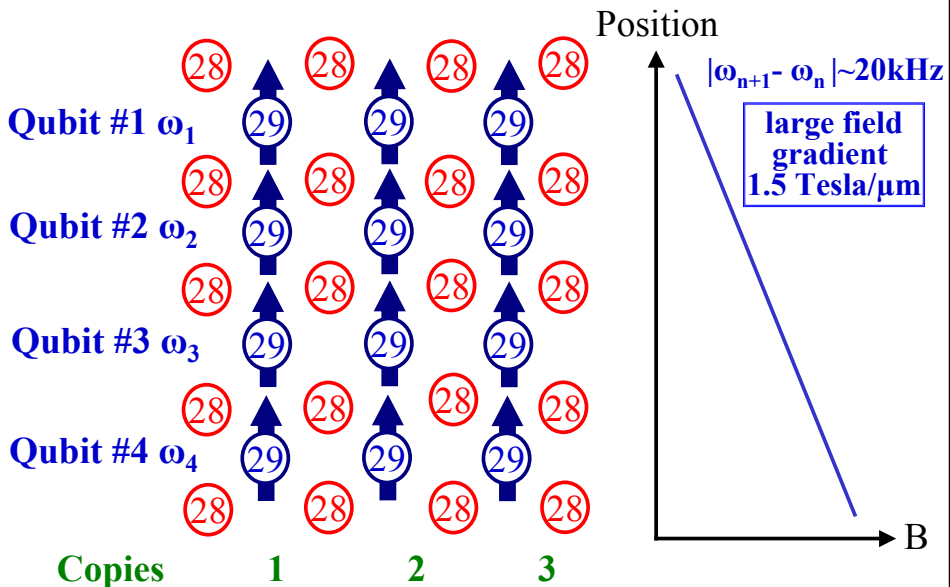 Position
28 28 28 28
|ωₙ₊₁- ωₙ |~20kHz
Qubit #1 ω₁ 29 29 29
large field
gradient
1.5 Tesla/μm
28 28 28 28
Qubit #2 ω₂ 29 29 29
28 28 28 28
Qubit #3 ω₃ 29 29 29
28 28 28 28
Qubit #4 ω₄ 29 29 29
28 28 28 28
B
Copies 1 2 3